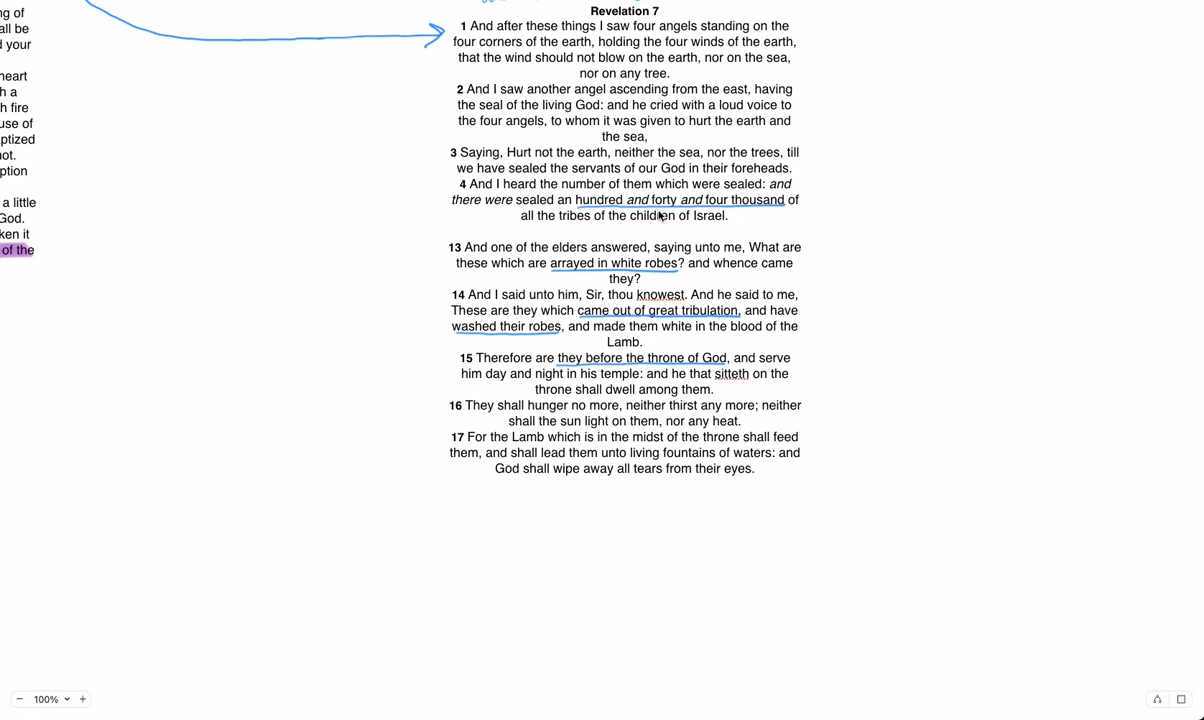 ng of
all be
d your
heart
h a
h fire
use of
ptized
not.
ption
a little
God.
ken it
of the
Revelation 7
1 And after these things I saw four angels standing on the
four corners of the earth, holding the four winds of the earth,
that the wind should not blow on the earth, nor on the sea,
nor on any tree.
2 And I saw another angel ascending from the east, having
the seal of the living God: and he cried with a loud voice to
the four angels, to whom it was given to hurt the earth and
the sea,
3 Saying, Hurt not the earth, neither the sea, nor the trees, till
we have sealed the servants of our God in their foreheads.
4 And I heard the number of them which were sealed: and
there were sealed an hundred and forty and four thousand of
all the tribes of the children of Israel.
13 And one of the elders answered, saying unto me, What are
these which are arrayed in white robes? and whence came
they?
14 And I said unto him, Sir, thou knowest. And he said to me,
These are they which came out of great tribulation, and have
washed their robes, and made them white in the blood of the
Lamb.
15 Therefore are they before the throne of God, and serve
him day and night in his temple: and he that sitteth on the
throne shall dwell among them.
16 They shall hunger no more, neither thirst any more; neither
shall the sun light on them, nor any heat.
17 For the Lamb which is in the midst of the throne shall feed
them, and shall lead them unto living fountains of waters: and
God shall wipe away all tears from their eyes.
100%